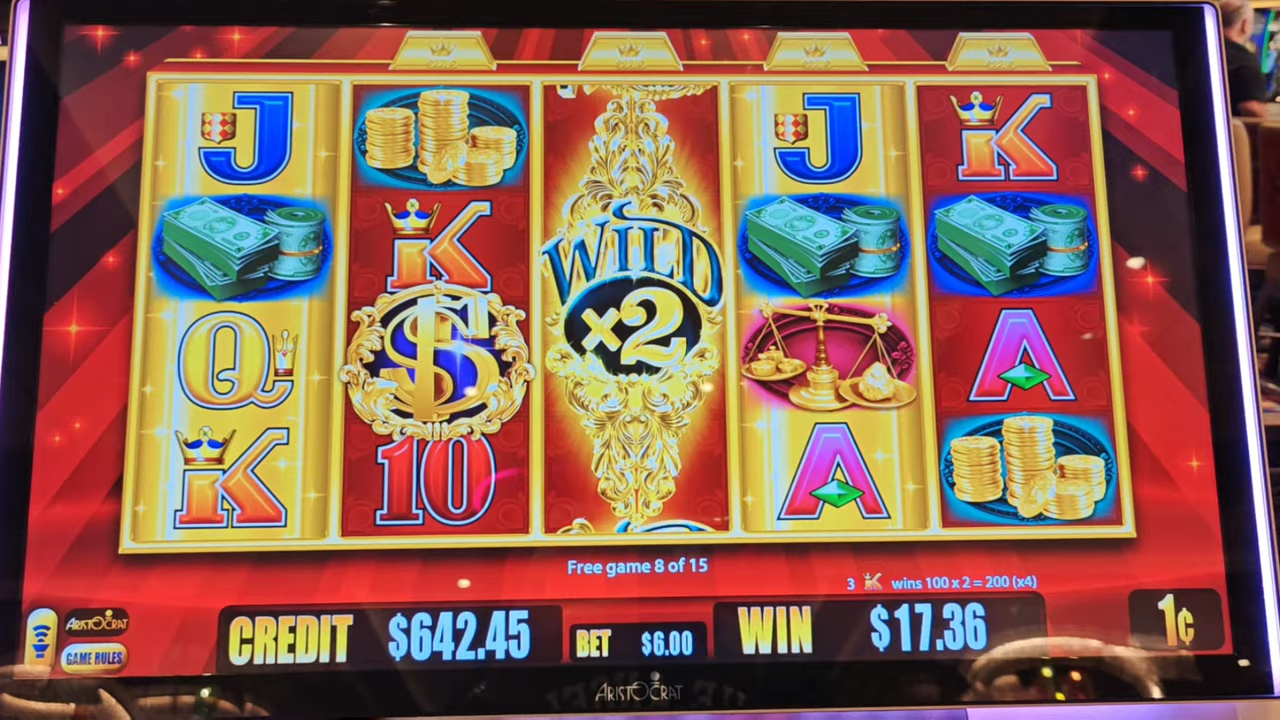 J
J
K
K
WILD
x2
Q
$
A
K
10
A
Free game 8 of 15
3 K wins 100 x 2 = 200 (x4)
ARISTOCRAT
GAME RULES
CREDIT $642.45
BET $6.00
WIN $17.36
1¢
ARISTOCRAT